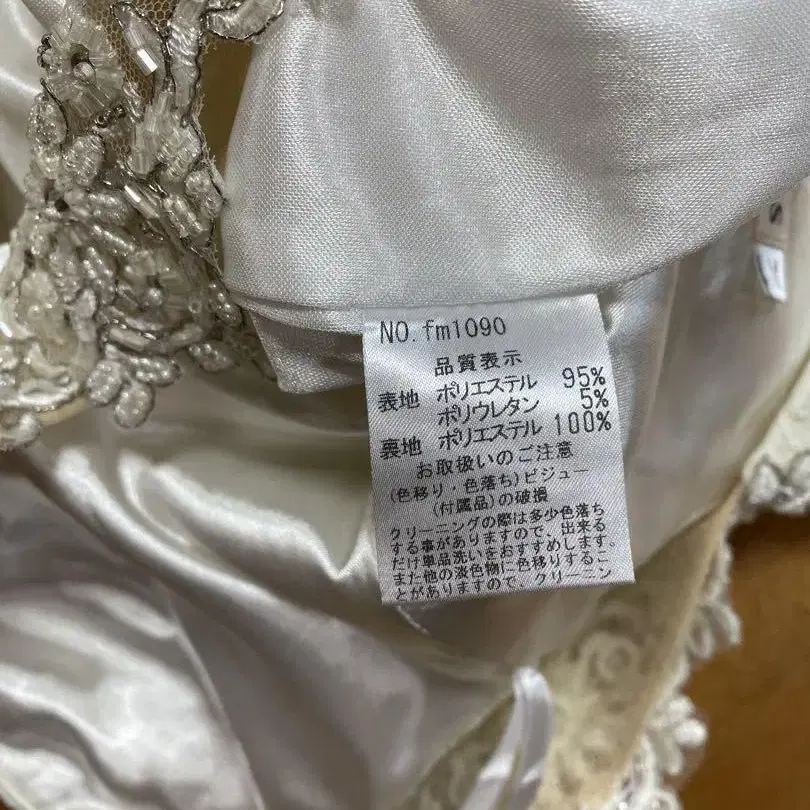 NO.fm1090
品質表示
表地 ポリエステル 95%
ポリウレタン 5%
裏地 ポリエステル 100%
お取扱いのご注意
(色移り・色落ち)ビジュー
(付属品)の破損
クリーニングの際は多少色落ち
する事がありますので、出来る
だけ単品洗いをおすすめします。
また他の淡色物に色移りするこ
とがありますので、クリーニン